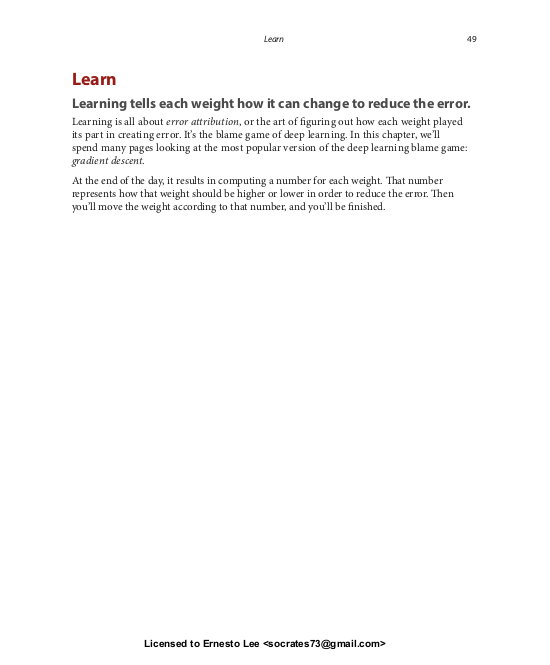 Learn 49
Learn
Learning tells each weight how it can change to reduce the error.
Learning is all about error attribution, or the art of figuring out how each weight played
its part in creating error. It's the blame game of deep learning. In this chapter, we'll
spend many pages looking at the most popular version of the deep learning blame game:
gradient descent.
At the end of the day, it results in computing a number for each weight. That number
represents how that weight should be higher or lower in order to reduce the error. Then
you'll move the weight according to that number, and you'll be finished.
Licensed to Ernesto Lee <socrates73@gmail.com>